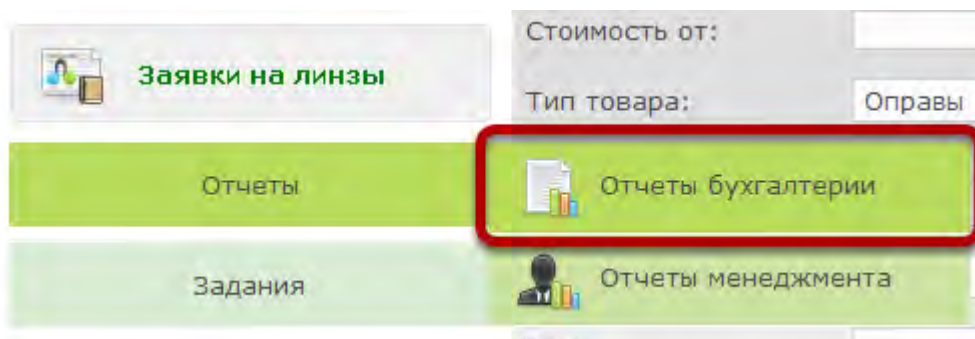 Стоимость от:
Заявки на линзы
Тип товара:
Оправы
Отчеты
Отчеты бухгалтерии
Задания
Отчеты менеджмента